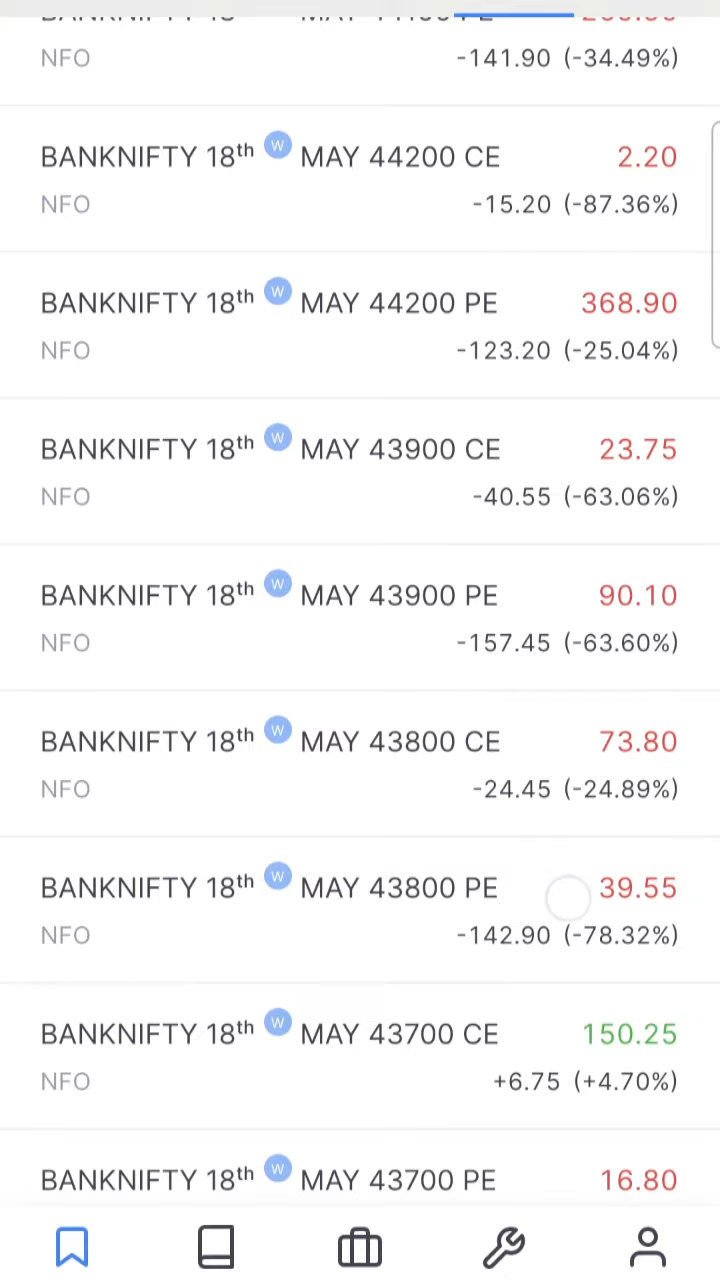 NFO
-141.90 (-34.49%)
BANKNIFTY 18th W MAY 44200 CE 2.20
NFO -15.20 (-87.36%)
BANKNIFTY 18th W MAY 44200 PE 368.90
NFO -123.20 (-25.04%)
BANKNIFTY 18th W MAY 43900 CE 23.75
NFO -40.55 (-63.06%)
BANKNIFTY 18th W MAY 43900 PE 90.10
NFO -157.45 (-63.60%)
BANKNIFTY 18th W MAY 43800 CE 73.80
NFO -24.45 (-24.89%)
BANKNIFTY 18th W MAY 43800 PE 39.55
NFO -142.90 (-78.32%)
BANKNIFTY 18th W MAY 43700 CE 150.25
NFO +6.75 (+4.70%)
BANKNIFTY 18th W MAY 43700 PE 16.80